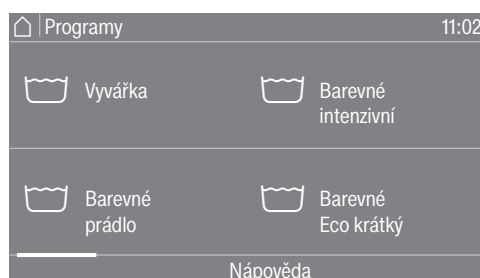 Programy 11:02
Vyvářka
Barevné
intenzivní
Barevné
prádlo
Barevné
Eco krátký
Nápověda